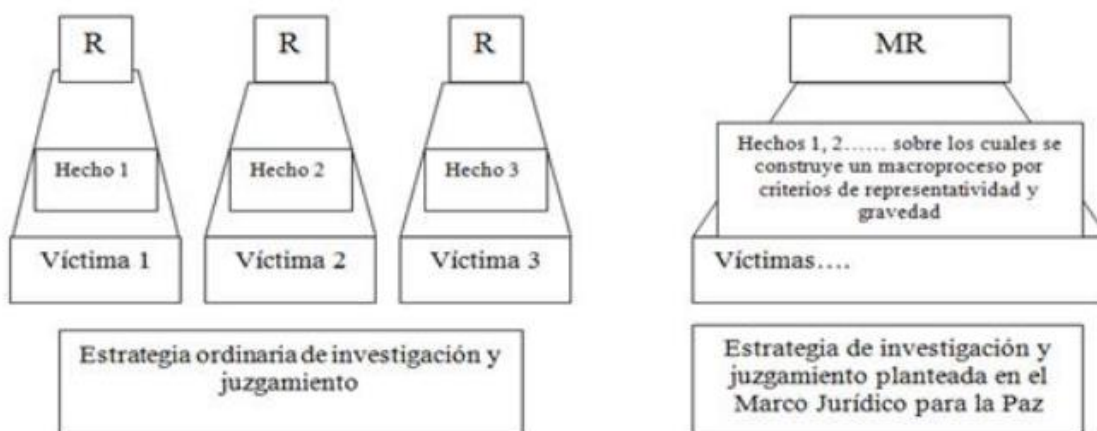 R
R
R
MR
Hecho 1
Hecho 2
Hecho 3
Hechos 1, 2...... sobre los cuales se
construye un macroproceso por
criterios de representatividad y
gravedad
Víctima 1
Víctima 2
Víctima 3
Víctimas....
Estrategia ordinaria de investigación y
juzgamiento
Estrategia de investigación y
juzgamiento planteada en el
Marco Jurídico para la Paz